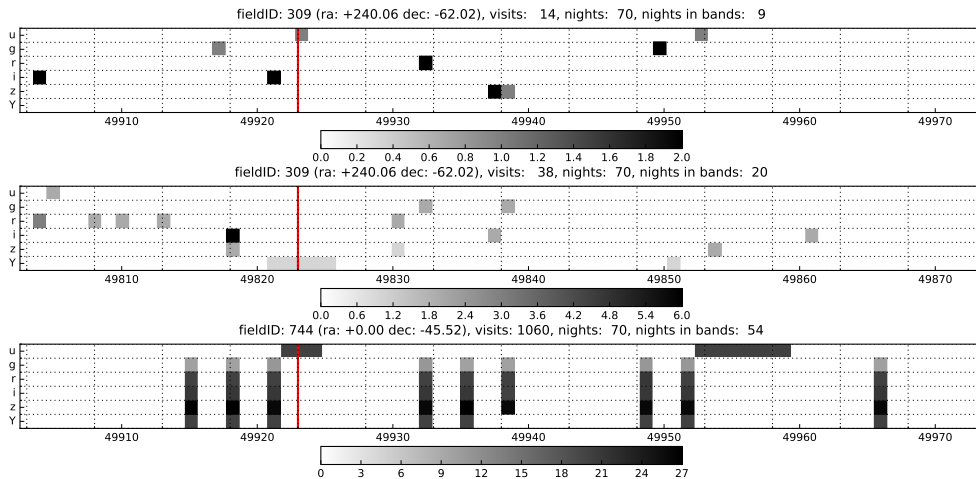 fieldID: 309 (ra: +240.06 dec: -62.02), visits: 14, nights: 70, nights in bands: 9
u
g
r
i
z
Y
49910 49920 49930 49940 49950 49960 49970
0.0 0.2 0.4 0.6 0.8 1.0 1.2 1.4 1.6 1.8 2.0
fieldID: 309 (ra: +240.06 dec: -62.02), visits: 38, nights: 70, nights in bands: 20
u
g
r
i
z
Y
49810 49820 49830 49840 49850 49860 49870
0.0 0.6 1.2 1.8 2.4 3.0 3.6 4.2 4.8 5.4 6.0
fieldID: 744 (ra: +0.00 dec: -45.52), visits: 1060, nights: 70, nights in bands: 54
u
g
r
i
z
Y
49910 49920 49930 49940 49950 49960 49970
0 3 6 9 12 15 18 21 24 27